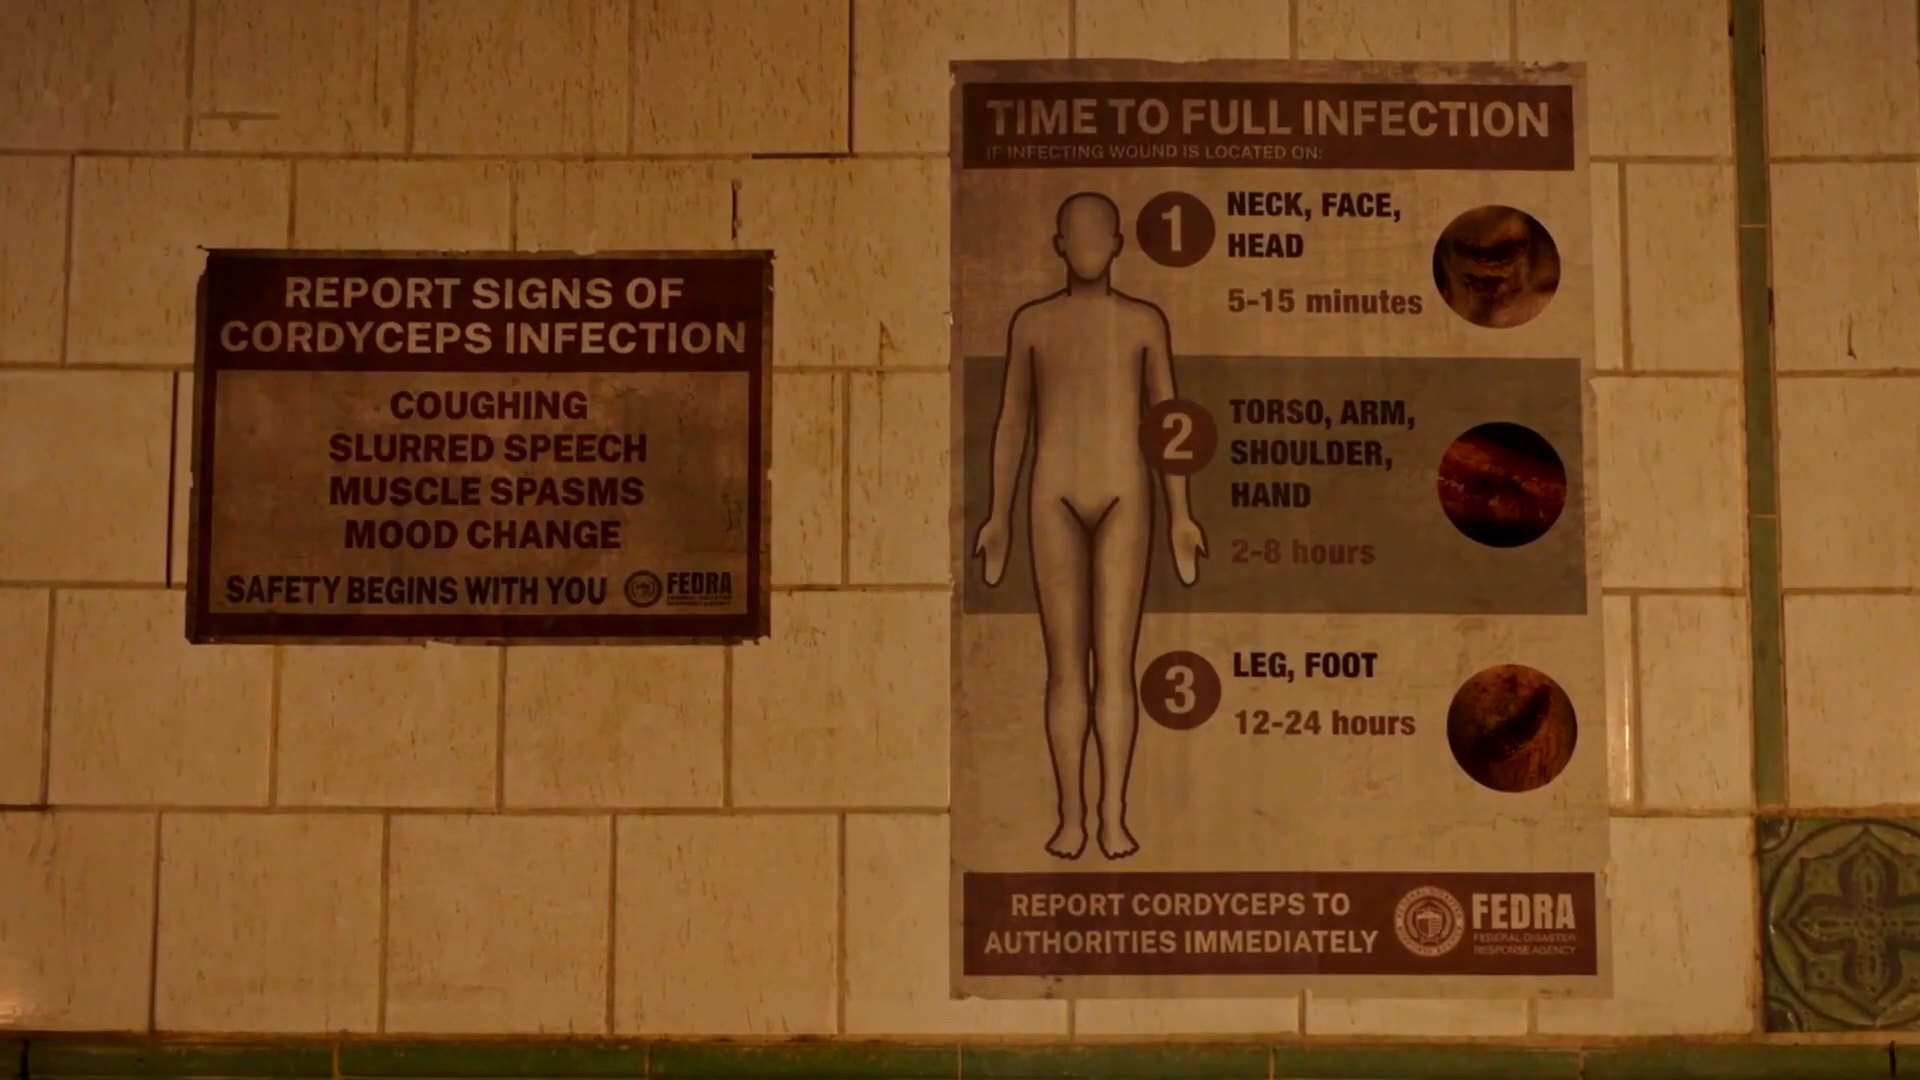 REPORT SIGNS OF
CORDYCEPS INFECTION
COUGHING
SLURRED SPEECH
MUSCLE SPASMS
MOOD CHANGE
SAFETY BEGINS WITH YOU
FEDRA
TIME TO FULL INFECTION
IF INFECTING WOUND IS LOCATED ON:
1
NECK, FACE,
HEAD
5-15 minutes
2
TORSO, ARM,
SHOULDER,
HAND
2-8 hours
3
LEG, FOOT
12-24 hours
REPORT CORDYCEPS TO
AUTHORITIES IMMEDIATELY
FEDRA
FEDERAL DISASTER
RESPONSE AGENCY